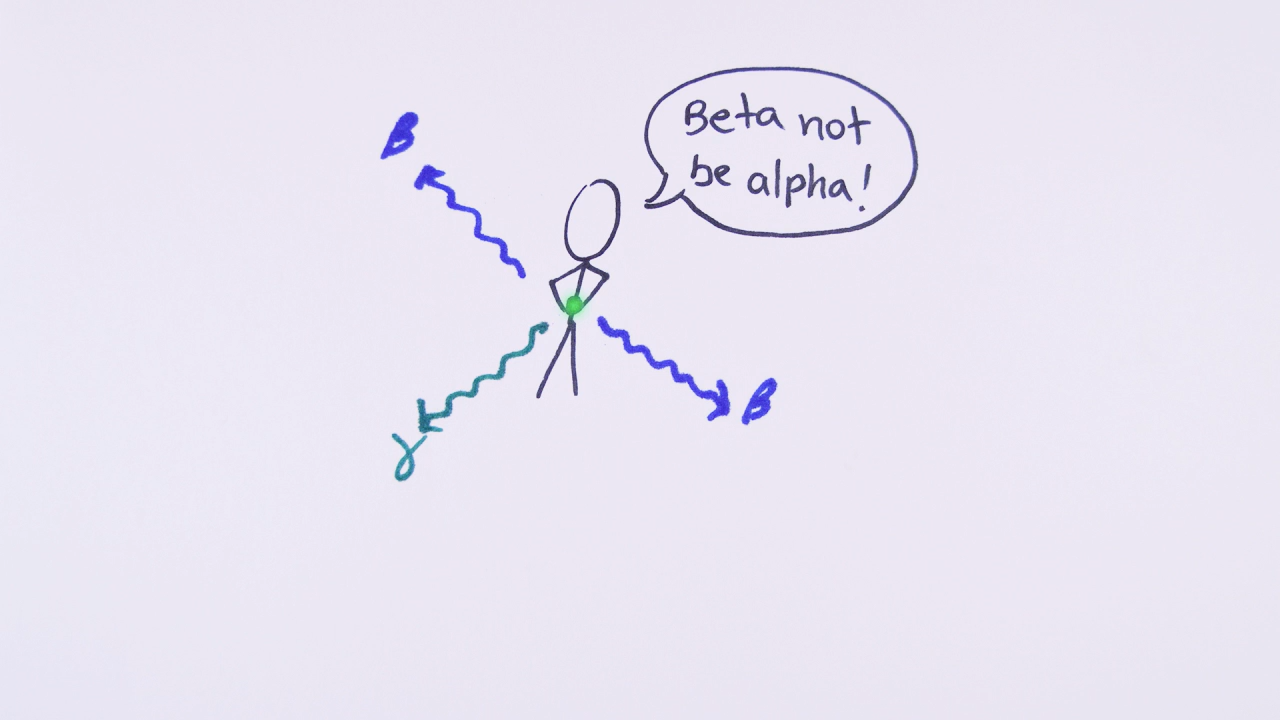 β
Beta not
be alpha!
β
γ